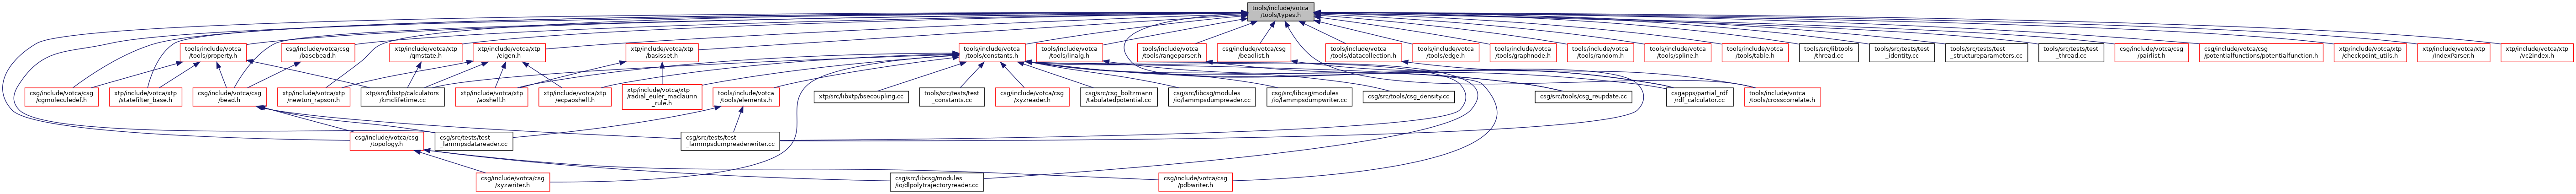 tools/include/votca
/tools/types.h
tools/include/votca
/tools/property.h
csg/include/votca/csg
/basebead.h
xtp/include/votca/xtp
/qmstate.h
xtp/include/votca/xtp
/eigen.h
xtp/include/votca/xtp
/basisset.h
tools/include/votca
/tools/constants.h
tools/include/votca
/tools/linalg.h
tools/include/votca
/tools/rangeparser.h
csg/include/votca/csg
/beadlist.h
tools/include/votca
/tools/datacollection.h
tools/include/votca
/tools/edge.h
tools/include/votca
/tools/graphnode.h
tools/include/votca
/tools/random.h
tools/include/votca
/tools/spline.h
tools/include/votca
/tools/table.h
tools/src/libtools
/thread.cc
tools/src/tests/test
_identity.cc
tools/src/tests/test
_structureparameters.cc
tools/src/tests/test
_thread.cc
csg/include/votca/csg
/pairlist.h
csg/include/votca/csg
/potentialfunctions/potentialfunction.h
xtp/include/votca/xtp
/checkpoint_utils.h
xtp/include/votca/xtp
/IndexParser.h
xtp/include/votca/xtp
/vc2index.h
csg/include/votca/csg
/cgmoleculedef.h
xtp/include/votca/xtp
/statefilter_base.h
csg/include/votca/csg
/bead.h
xtp/include/votca/xtp
/newton_rapson.h
xtp/src/libxtp/calculators
/kmclifetime.cc
xtp/include/votca/xtp
/aoshell.h
xtp/include/votca/xtp
/ecpaoshell.h
xtp/include/votca/xtp
/radial_euler_maclaurin
_rule.h
tools/include/votca
/tools/elements.h
xtp/src/libxtp/bsecoupling.cc
tools/src/tests/test
_constants.cc
csg/include/votca/csg
/xyzreader.h
csg/src/csg_boltzmann
/tabulatedpotential.cc
csg/src/libcsg/modules
/io/lammpsdumpreader.cc
csg/src/libcsg/modules
/io/lammpsdumpwriter.cc
csg/src/tools/csg_density.cc
csg/src/tools/csg_reupdate.cc
csgapps/partial_rdf
/rdf_calculator.cc
tools/include/votca
/tools/crosscorrelate.h
csg/include/votca/csg
/topology.h
csg/src/tests/test
_lammpsdatareader.cc
csg/src/tests/test
_lammpsdumpreaderwriter.cc
csg/include/votca/csg
/xyzwriter.h
csg/src/libcsg/modules
/io/dlpolytrajectoryreader.cc
csg/include/votca/csg
/pdbwriter.h